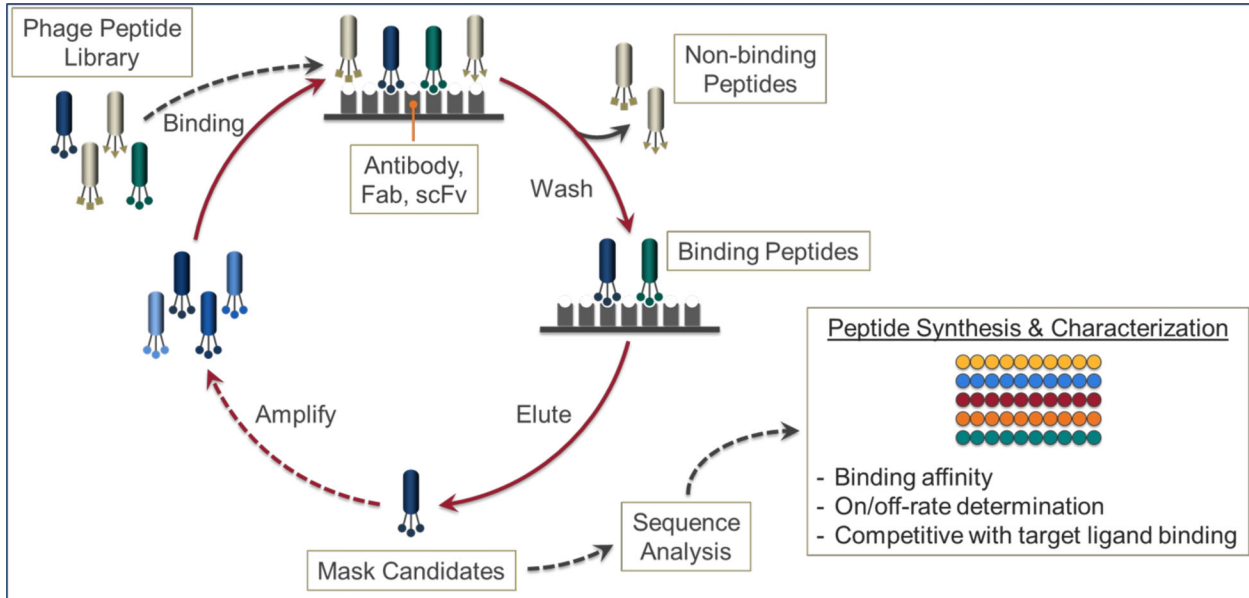 Phage Peptide
Library
Binding
Antibody,
Fab, scFv
Non-binding
Peptides
Wash
Binding Peptides
Elute
Amplify
Mask Candidates
Sequence
Analysis
Peptide Synthesis & Characterization
- Binding affinity
- On/off-rate determination
- Competitive with target ligand binding